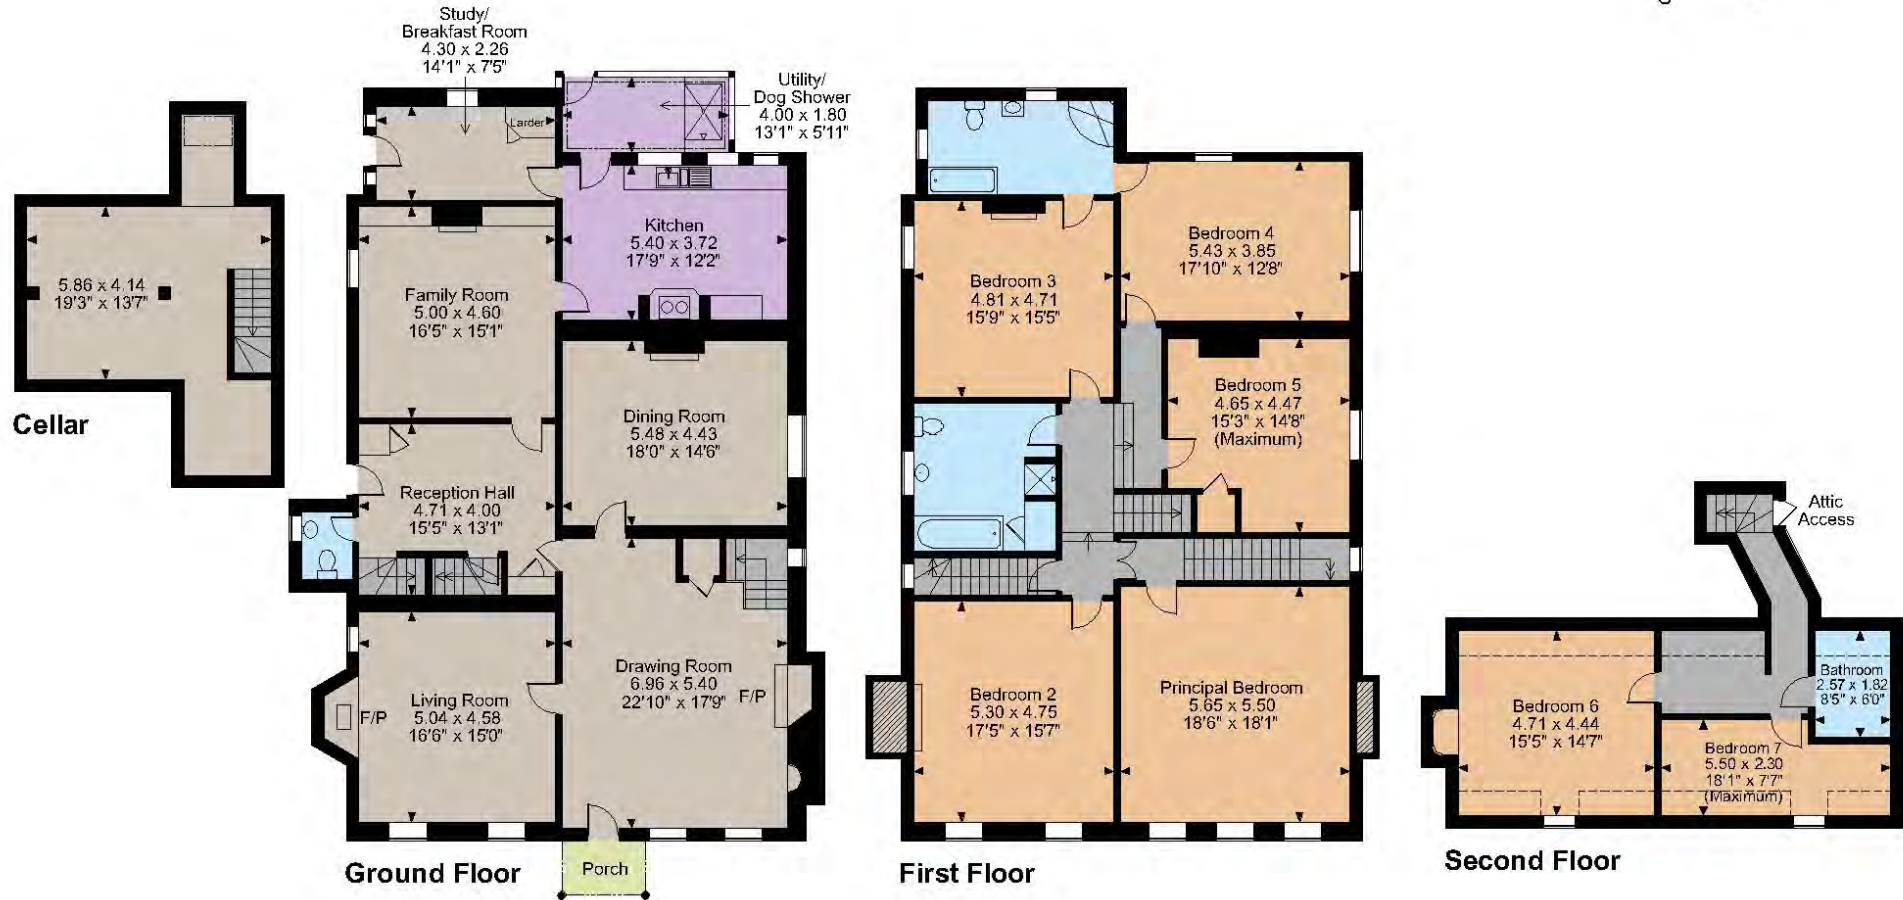 Study/
Breakfast Room
4.30 x 2.26
14'1" x 7'5"
Larder
Utility/
Dog Shower
4.00 x 1.80
13'1" x 5'11"
Kitchen
5.40 x 3.72
17'9" x 12'2"
Family Room
5.00 x 4.60
16'5" x 15'1"
Dining Room
5.48 x 4.43
18'0" x 14'6"
Reception Hall
4.71 x 4.00
15'5" x 13'1"
Drawing Room
6.96 x 5.40
22'10" x 17'9"
F/P
Living Room
5.04 x 4.58
16'6" x 15'0"
F/P
Porch
Ground Floor
5.86 x 4.14
19'3" x 13'7"
Cellar
Bedroom 4
5.43 x 3.85
17'10" x 12'8"
Bedroom 3
4.81 x 4.71
15'9" x 15'5"
Bedroom 5
4.65 x 4.47
15'3" x 14'8"
(Maximum)
Bedroom 2
5.30 x 4.75
17'5" x 15'7"
Principal Bedroom
5.65 x 5.50
18'6" x 18'1"
First Floor
Attic
Access
Bathroom
2.57 x 1.82
8'5" x 6'0"
Bedroom 6
4.71 x 4.44
15'5" x 14'7"
Bedroom 7
5.50 x 2.30
18'1" x 7'7"
(Maximum)
Second Floor